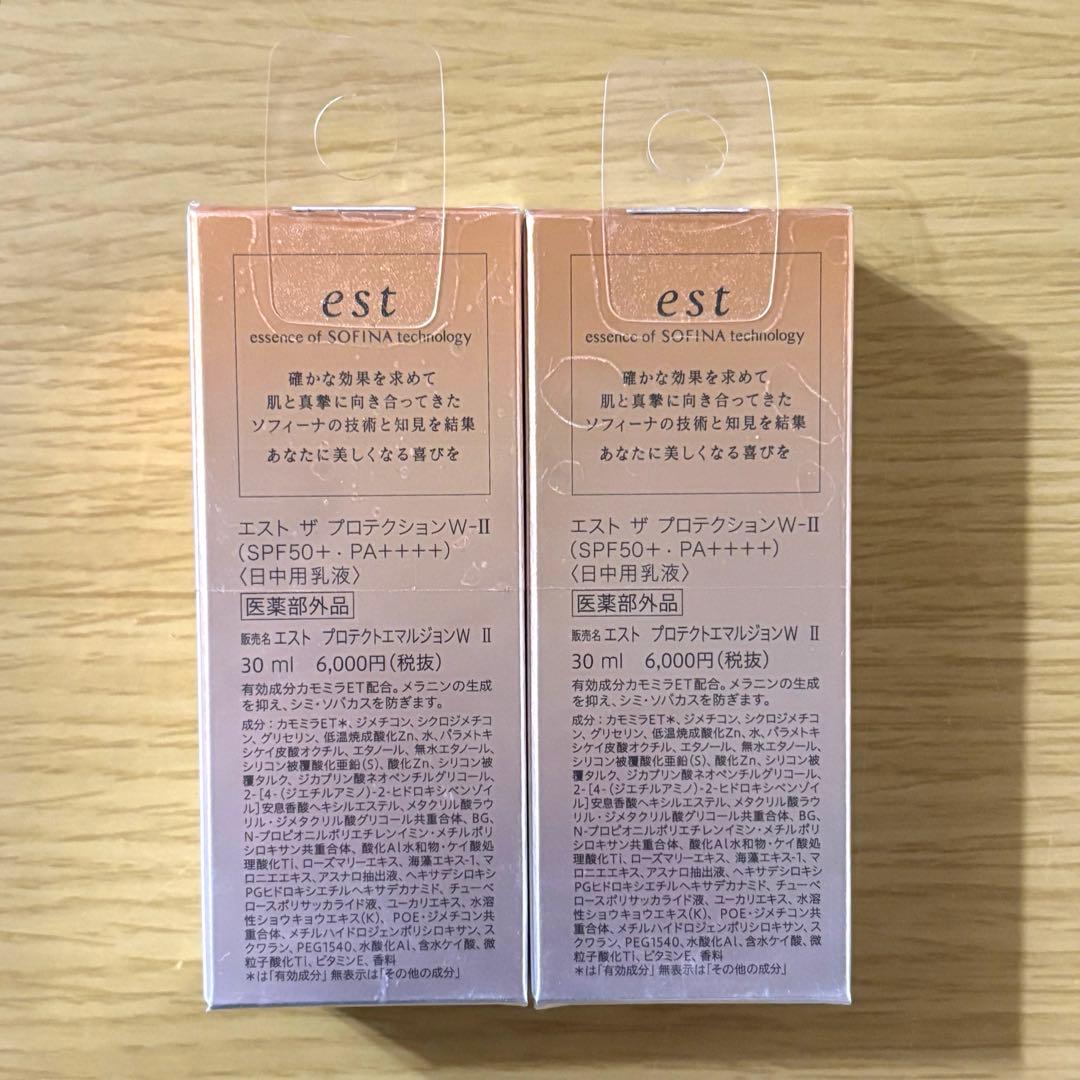 est
essence of SOFINA technology
確かな効果を求めて
肌と真摯に向き合ってきた
ソフィーナの技術と知見を結集
あなたに美しくなる喜びを
エスト ザ プロテクションW-Ⅱ
(SPF50+・PA++++)
〈日中用乳液〉
医薬部外品
販売名 エスト プロテクトエマルジョンW Ⅱ
30 ml 6,000円(税抜)
有効成分カモミラET配合。メラニンの生成
を抑え、シミ・ソバカスを防ぎます。
成分:カモミラET*、ジメチコン、シクロジメチコ
ン、グリセリン、低温焼成酸化Zn、水、パラメトキ
シケイ皮酸オクチル、エタノール、無水エタノール、
シリコン被覆酸化亜鉛(S)、酸化Zn、シリコン被
覆タルク、ジカプリン酸ネオペンチルグリコール、
2-[4-(ジエチルアミノ)-2-ヒドロキシベンゾイ
ル]安息香酸ヘキシルエステル、メタクリル酸ラウ
リル・ジメタクリル酸グリコール共重合体、BG、
N-プロピオニルポリエチレンイミン・メチルポリ
シロキサン共重合体、酸化Al水和物・ケイ酸処
理酸化Ti、ローズマリーエキス、海藻エキス-1、マ
ロニエエキス、アスナロ抽出液、ヘキサデシロキシ
PGヒドロキシエチルヘキサデカナミド、チューベ
ロースポリサッカライド液、ユーカリエキス、水溶
性ショウキョウエキス(K)、POE・ジメチコン共
重合体、メチルハイドロジェンポリシロキサン、ス
クワラン、PEG1540、水酸化Al、含水ケイ酸、微
粒子酸化Ti、ビタミンE、香料
*は「有効成分」無表示は「その他の成分」
est
essence of SOFINA technology
確かな効果を求めて
肌と真摯に向き合ってきた
ソフィーナの技術と知見を結集
あなたに美しくなる喜びを
エスト ザ プロテクションW-Ⅱ
(SPF50+・PA++++)
〈日中用乳液〉
医薬部外品
販売名 エスト プロテクトエマルジョンW Ⅱ
30 ml 6,000円(税抜)
有効成分カモミラET配合。メラニンの生成
を抑え、シミ・ソバカスを防ぎます。
成分:カモミラET*、ジメチコン、シクロジメチコ
ン、グリセリン、低温焼成酸化Zn、水、パラメトキ
シケイ皮酸オクチル、エタノール、無水エタノール、
シリコン被覆酸化亜鉛(S)、酸化Zn、シリコン被
覆タルク、ジカプリン酸ネオペンチルグリコール、
2-[4-(ジエチルアミノ)-2-ヒドロキシベンゾイ
ル]安息香酸ヘキシルエステル、メタクリル酸ラウ
リル・ジメタクリル酸グリコール共重合体、BG、
N-プロピオニルポリエチレンイミン・メチルポリ
シロキサン共重合体、酸化Al水和物・ケイ酸処
理酸化Ti、ローズマリーエキス、海藻エキス-1、マ
ロニエエキス、アスナロ抽出液、ヘキサデシロキシ
PGヒドロキシエチルヘキサデカナミド、チューベ
ロースポリサッカライド液、ユーカリエキス、水溶
性ショウキョウエキス(K)、POE・ジメチコン共
重合体、メチルハイドロジェンポリシロキサン、ス
クワラン、PEG1540、水酸化Al、含水ケイ酸、微
粒子酸化Ti、ビタミンE、香料
*は「有効成分」無表示は「その他の成分」